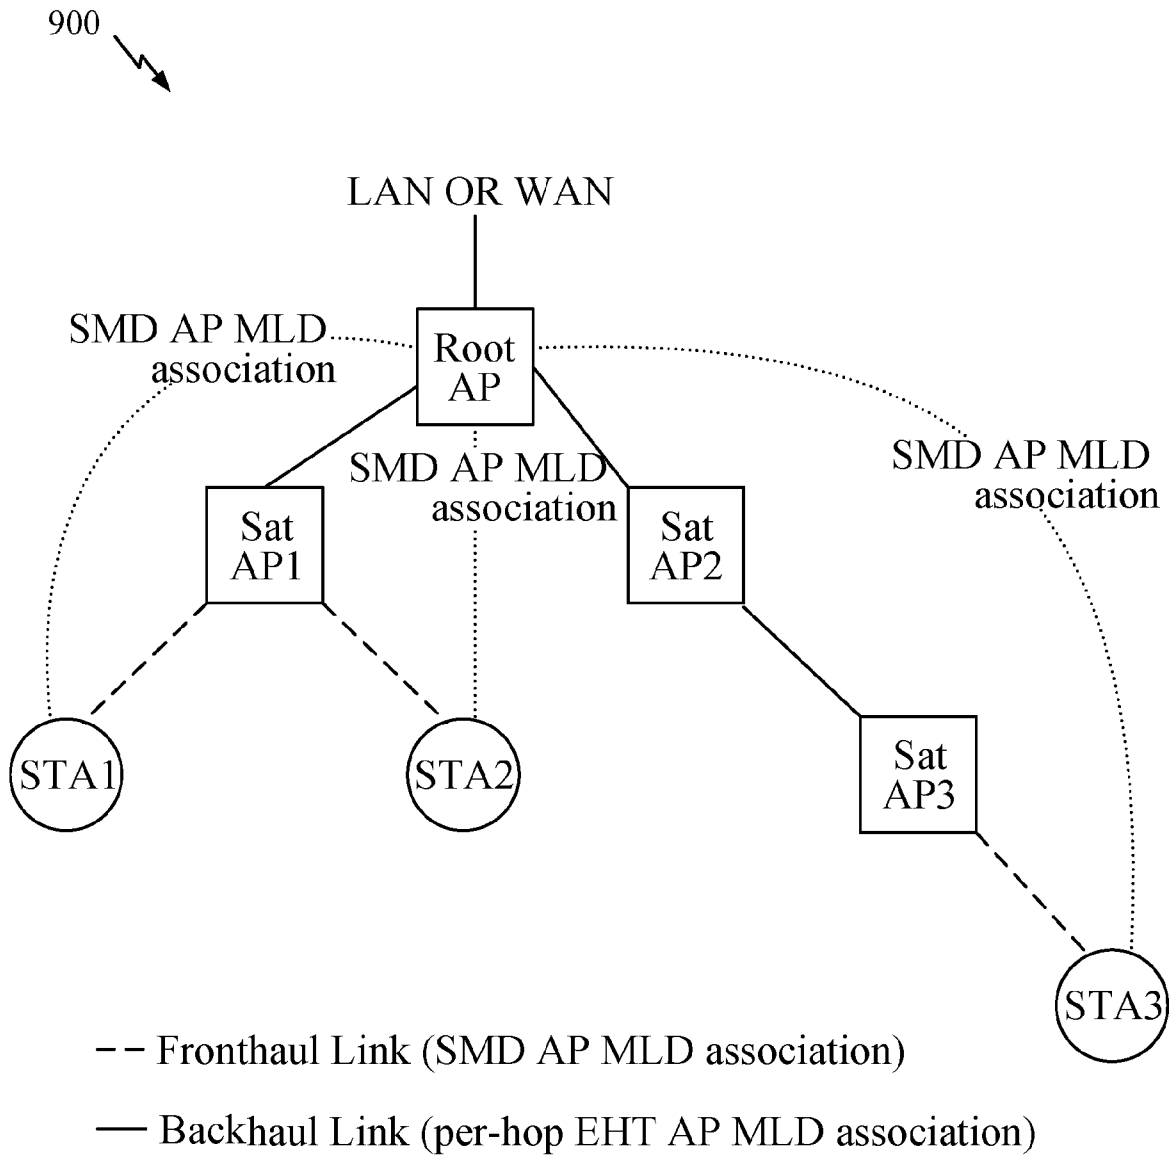 900
LAN OR WAN
SMD AP MLD
association
Root
AP
SMD AP MLD
association
SMD AP MLD
association
Sat
AP1
Sat
AP2
Sat
AP3
STA1
STA2
STA3
Fronthaul Link (SMD AP MLD association)
Backhaul Link (per-hop EHT AP MLD association)